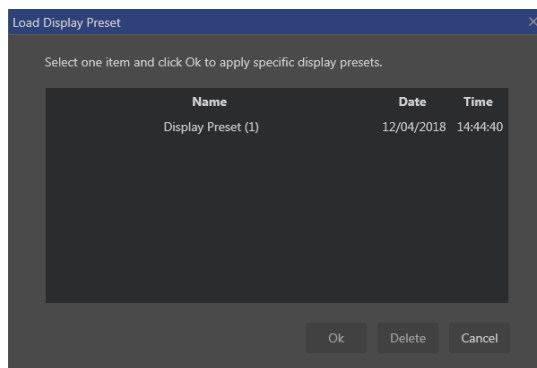 Load Display Preset
Select one item and click Ok to apply specific display presets.
Name Date Time
Display Preset (1) 12/04/2018 14:44:40
Ok Delete Cancel